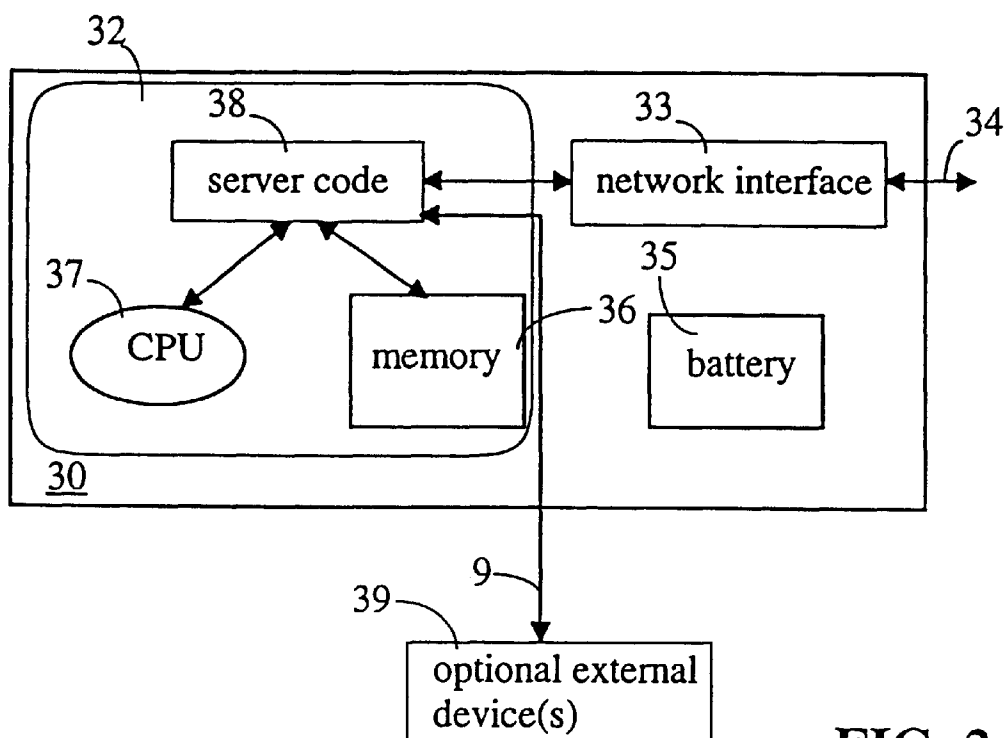 32
38
33
34
server code
network interface
37
35
36
CPU
memory
battery
30
9
39
optional external
device(s)